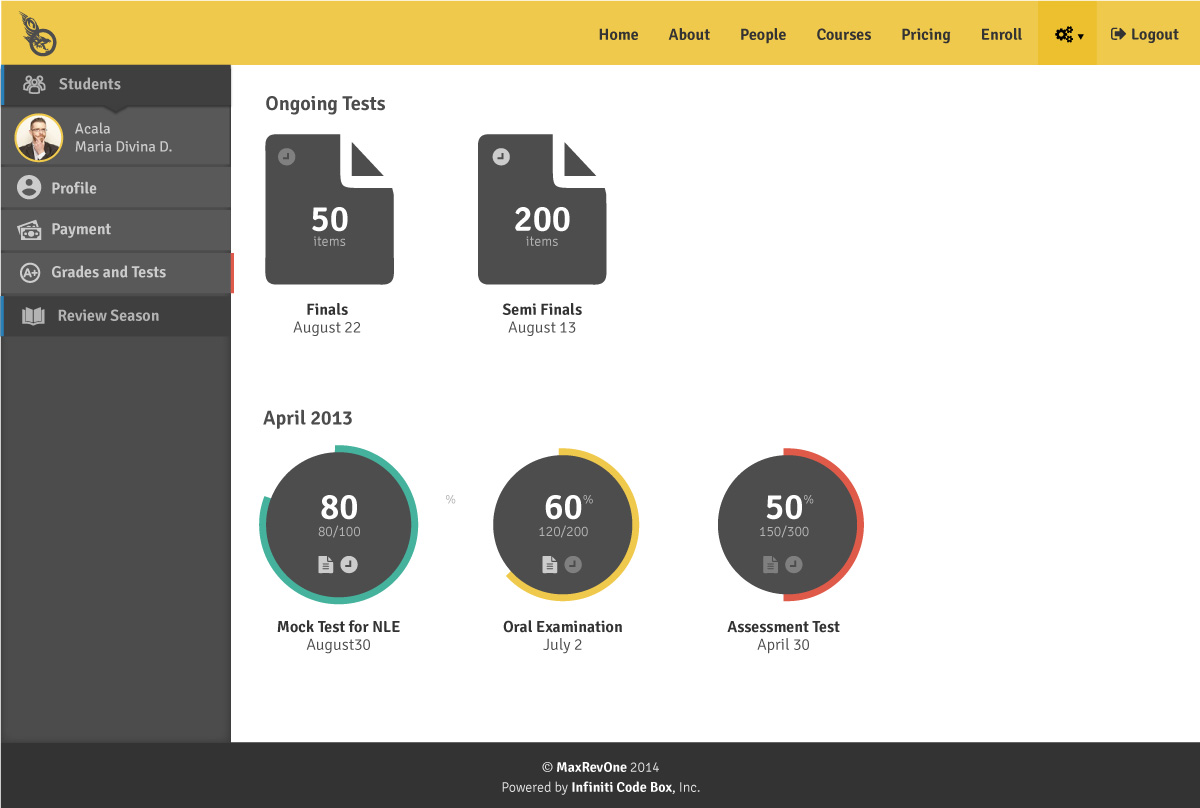 Home About People Courses Pricing Enroll Logout
Students
Acala
Maria Divina D.
Profile
Payment
A+ Grades and Tests
Review Season
Ongoing Tests
50
items
Finals
August 22
200
items
Semi Finals
August 13
April 2013
80
80/100
Mock Test for NLE
August30
%
60%
120/200
Oral Examination
July 2
50%
150/300
Assessment Test
April 30
© MaxRevOne 2014
Powered by Infiniti Code Box, Inc.